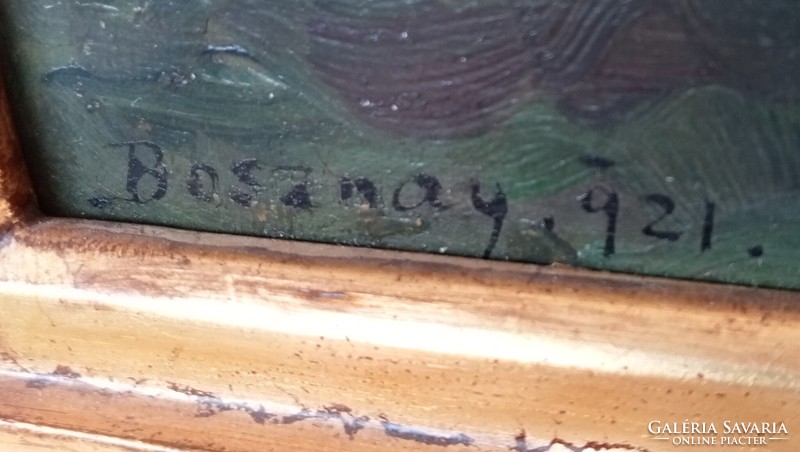 Bosznay. 921.
GALÉRIA SAVARIA
ONLINE PIACTÉR